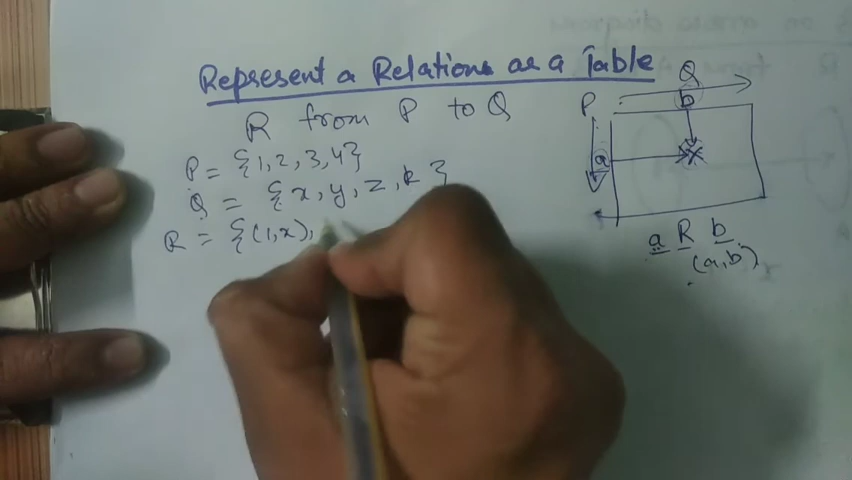 Represent a Relations as a Table
R from P to Q
P = {1, 2, 3, 4}
Q = {x, y, z, k }
R = {(1,x),
Q
P
b
a
a R b
(a,b)